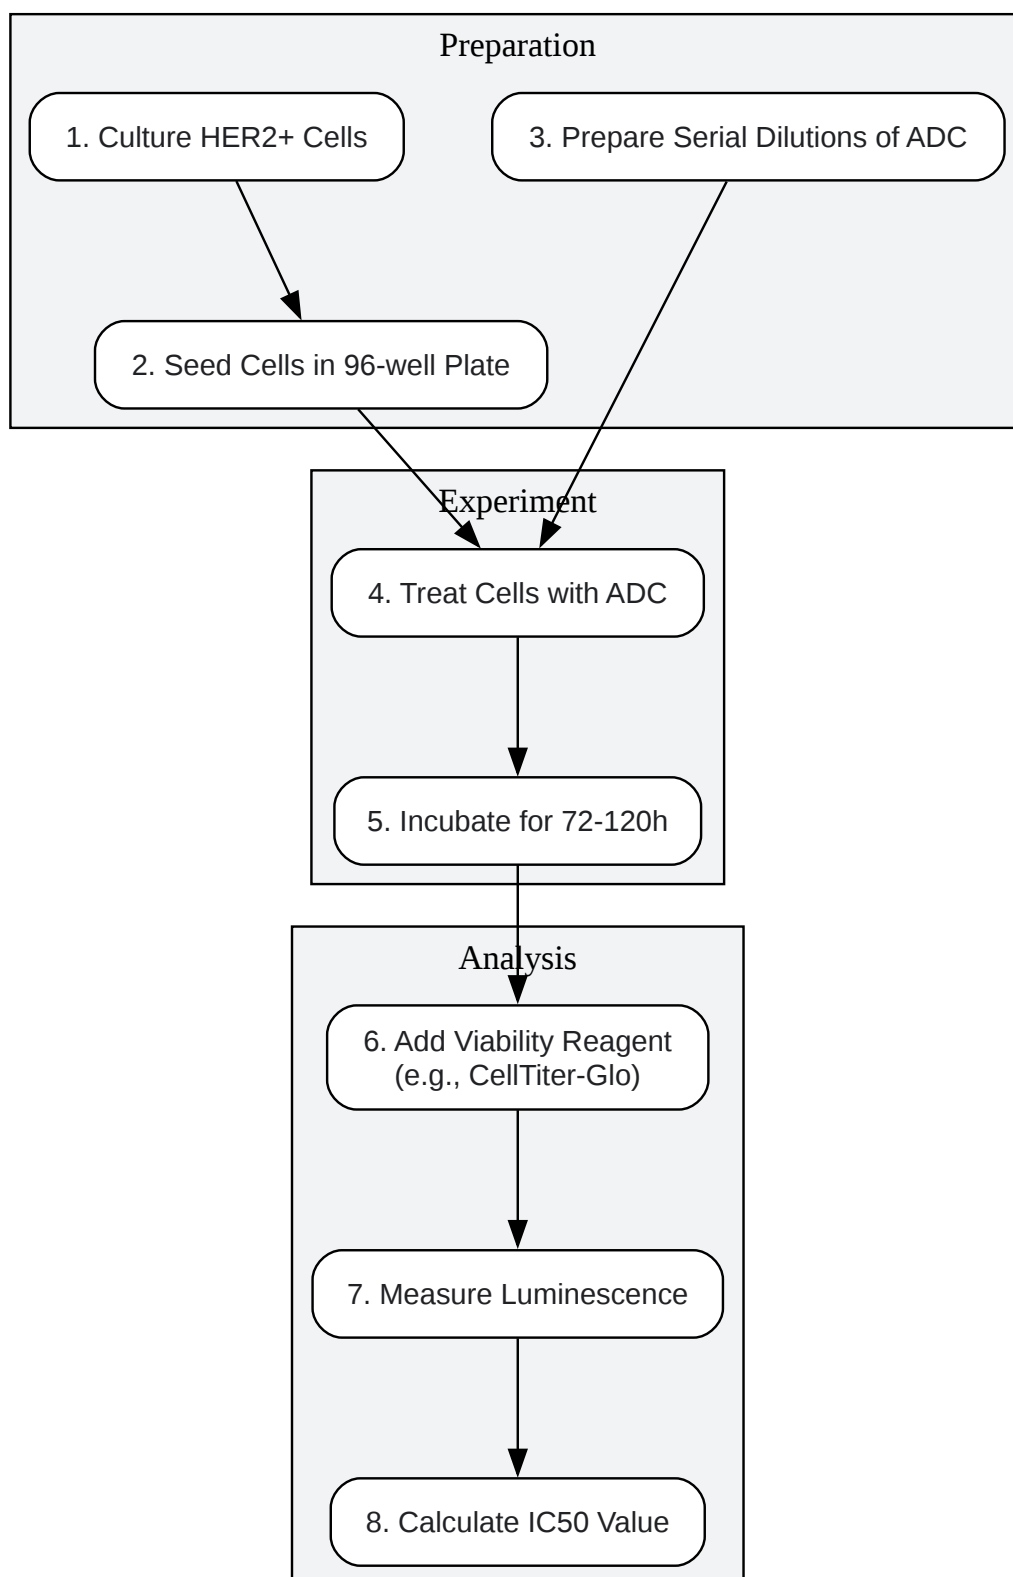 Preparation
1. Culture HER2+ Cells
3. Prepare Serial Dilutions of ADC
2. Seed Cells in 96-well Plate
Experiment
4. Treat Cells with ADC
5. Incubate for 72-120h
Analysis
6. Add Viability Reagent
(e.g., CellTiter-Glo)
7. Measure Luminescence
8. Calculate IC50 Value